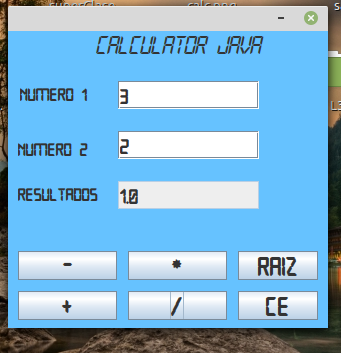 CALCULATOR JAVA
NUMERO 1
3
NUMERO 2
2
RESULTADOS
1.0
- * RAIZ
+ / CE